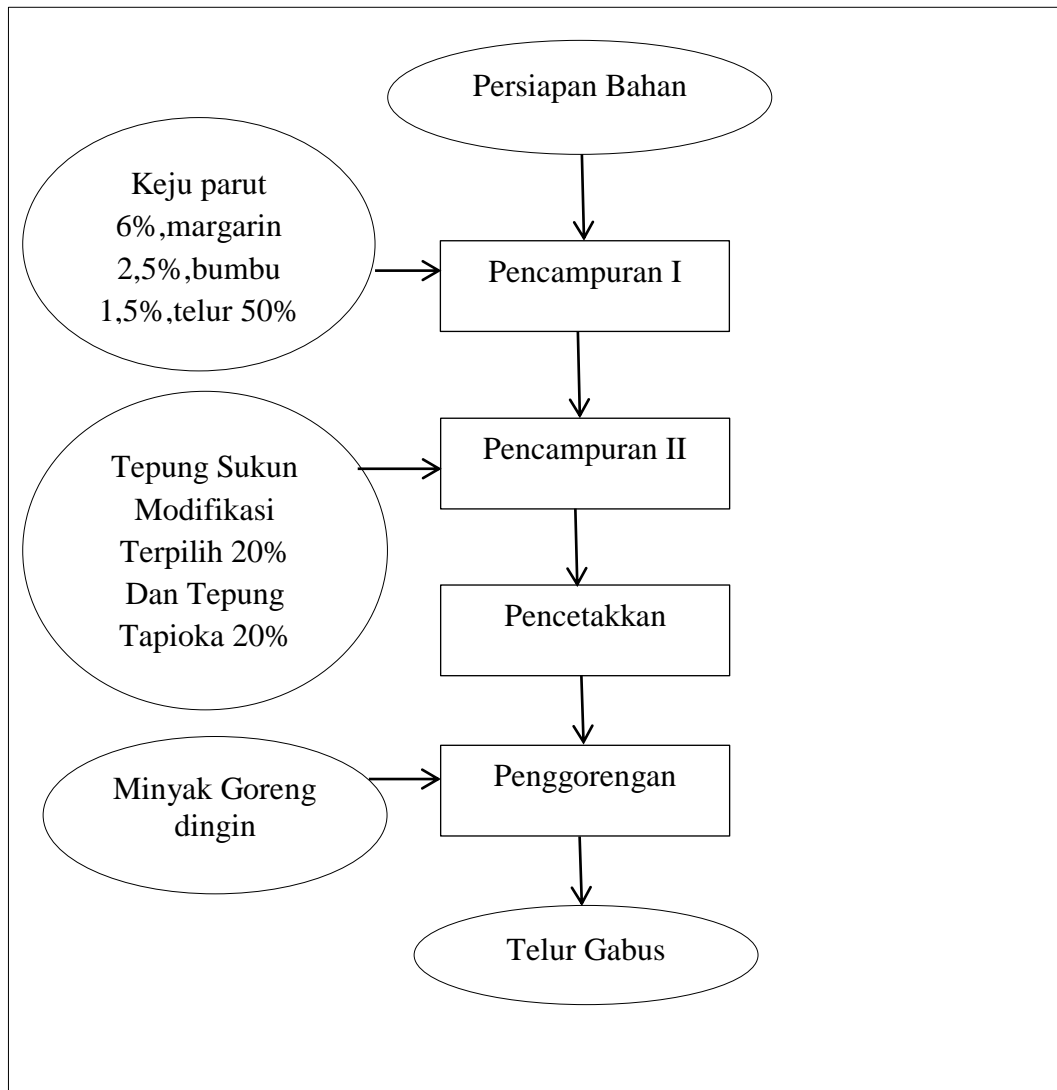 Persiapan Bahan
Keju parut
6%,margarin
2,5%,bumbu
1,5%,telur 50%
Pencampuran I
Tepung Sukun
Modifikasi
Terpilih 20%
Dan Tepung
Tapioka 20%
Pencampuran II
Pencetakkan
Minyak Goreng
dingin
Penggorengan
Telur Gabus